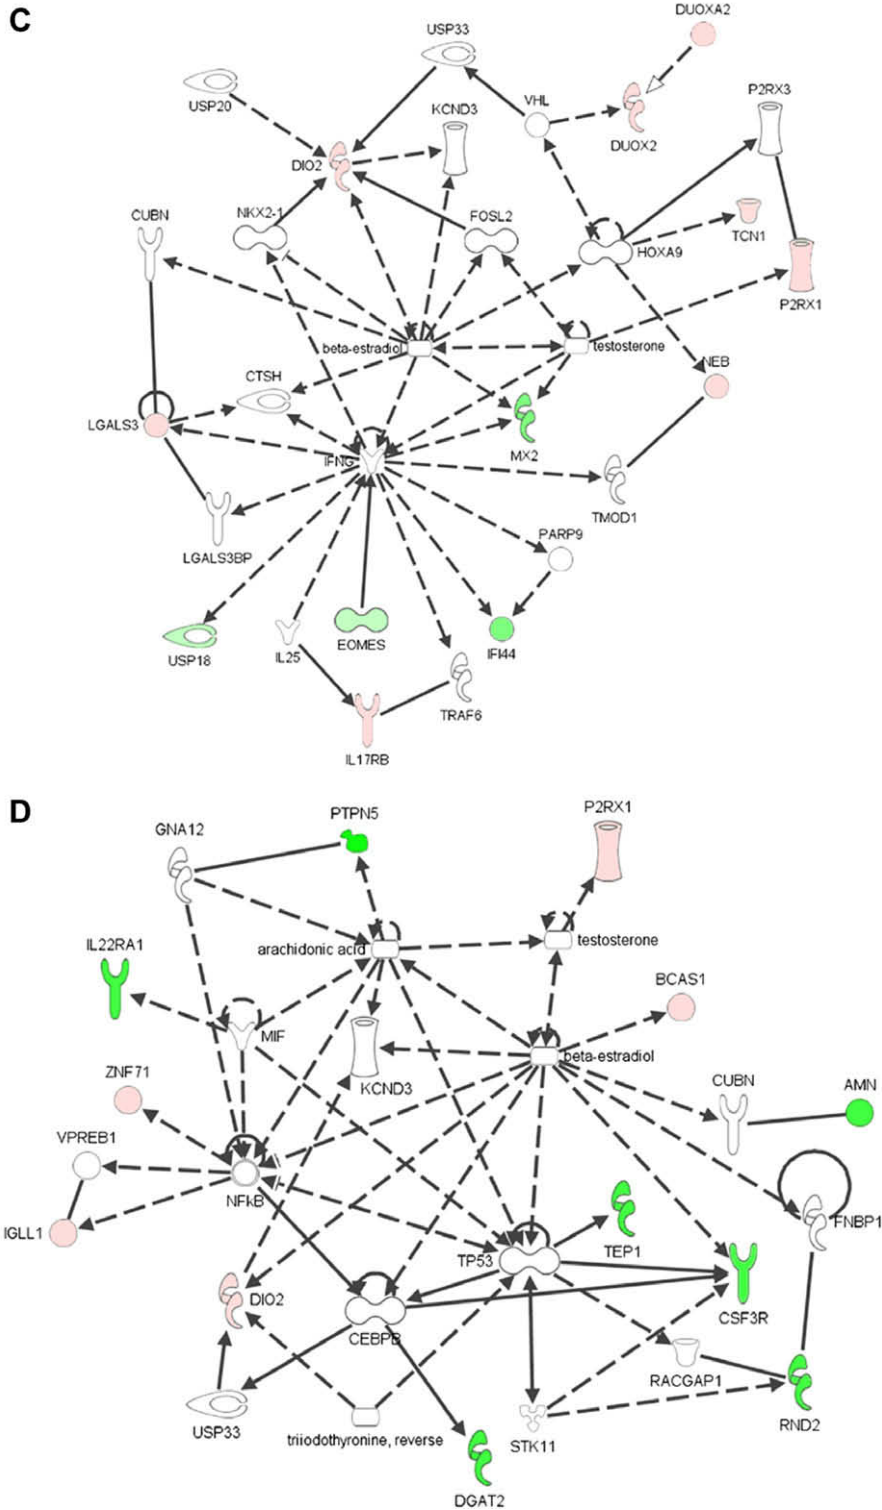 C
DUOXA2
USP33
USP20
KCND3
VHL
P2RX3
DUOX2
DIO2
CUBN
NKX2-1
FOSL2
TCN1
HOXA9
P2RX1
beta-estradiol
testosterone
NEB
CTSH
LGALS3
MX2
IFNG
TMOD1
LGALS3BP
PARP9
USP18
IL25
EOMES
IFI44
TRAF6
IL17RB
D
PTPN5
P2RX1
GNA12
IL22RA1
arachidonic acid
testosterone
BCAS1
MIF
beta-estradiol
ZNF71
KCND3
CUBN
AMN
VPREB1
NFkB
FNBP1
IGLL1
TP53
TEP1
DIO2
CSF3R
CEBPB
RACGAP1
USP33
triiodothyronine, reverse
STK11
RND2
DGAT2